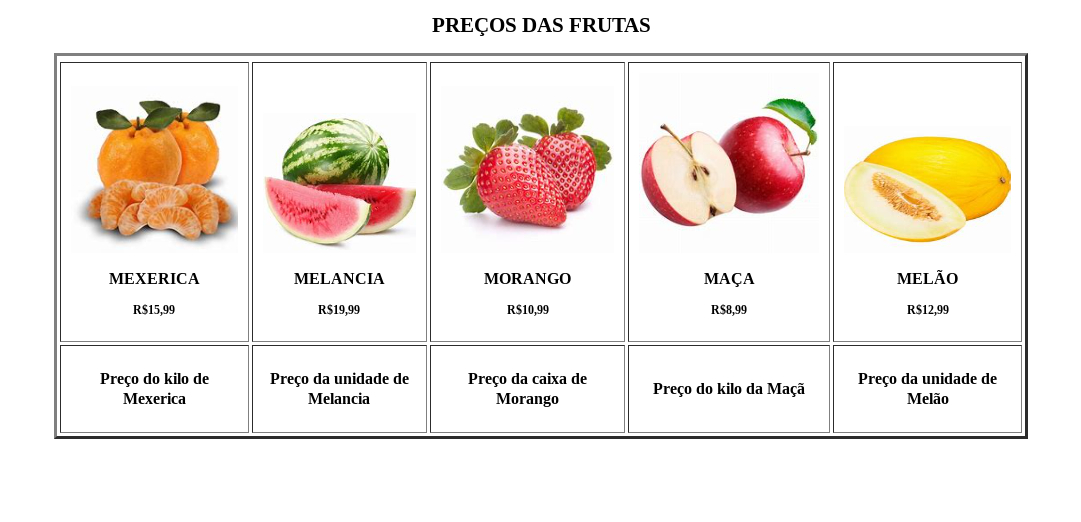 PREÇOS DAS FRUTAS
MEXERICA
R$15,99
MELANCIA
R$19,99
MORANGO
R$10,99
MAÇA
R$8,99
MELÃO
R$12,99
Preço do kilo de
Mexerica
Preço da unidade de
Melancia
Preço da caixa de
Morango
Preço do kilo da Maçã
Preço da unidade de
Melão